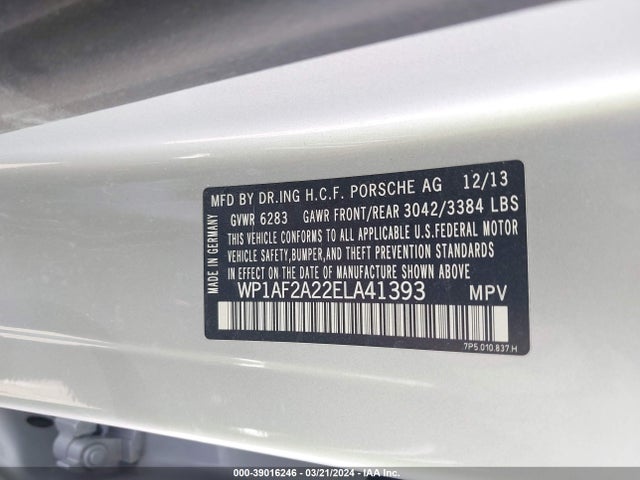 MFD BY DR.ING H.C.F. PORSCHE AG 12/13
GVWR 6283 GAWR FRONT/REAR 3042/3384 LBS
THIS VEHICLE CONFORMS TO ALL APPLICABLE U.S.FEDERAL MOTOR
VEHICLE SAFETY,BUMPER,AND THEFT PREVENTION STANDARDS
IN EFFECT ON THE DATE OF MANUFACTURE SHOWN ABOVE
WP1AF2A22ELA41393 MPV
MADE IN GERMANY
7P5.010.837.H
000-39016246 - 03/21/2024 - IAA Inc.